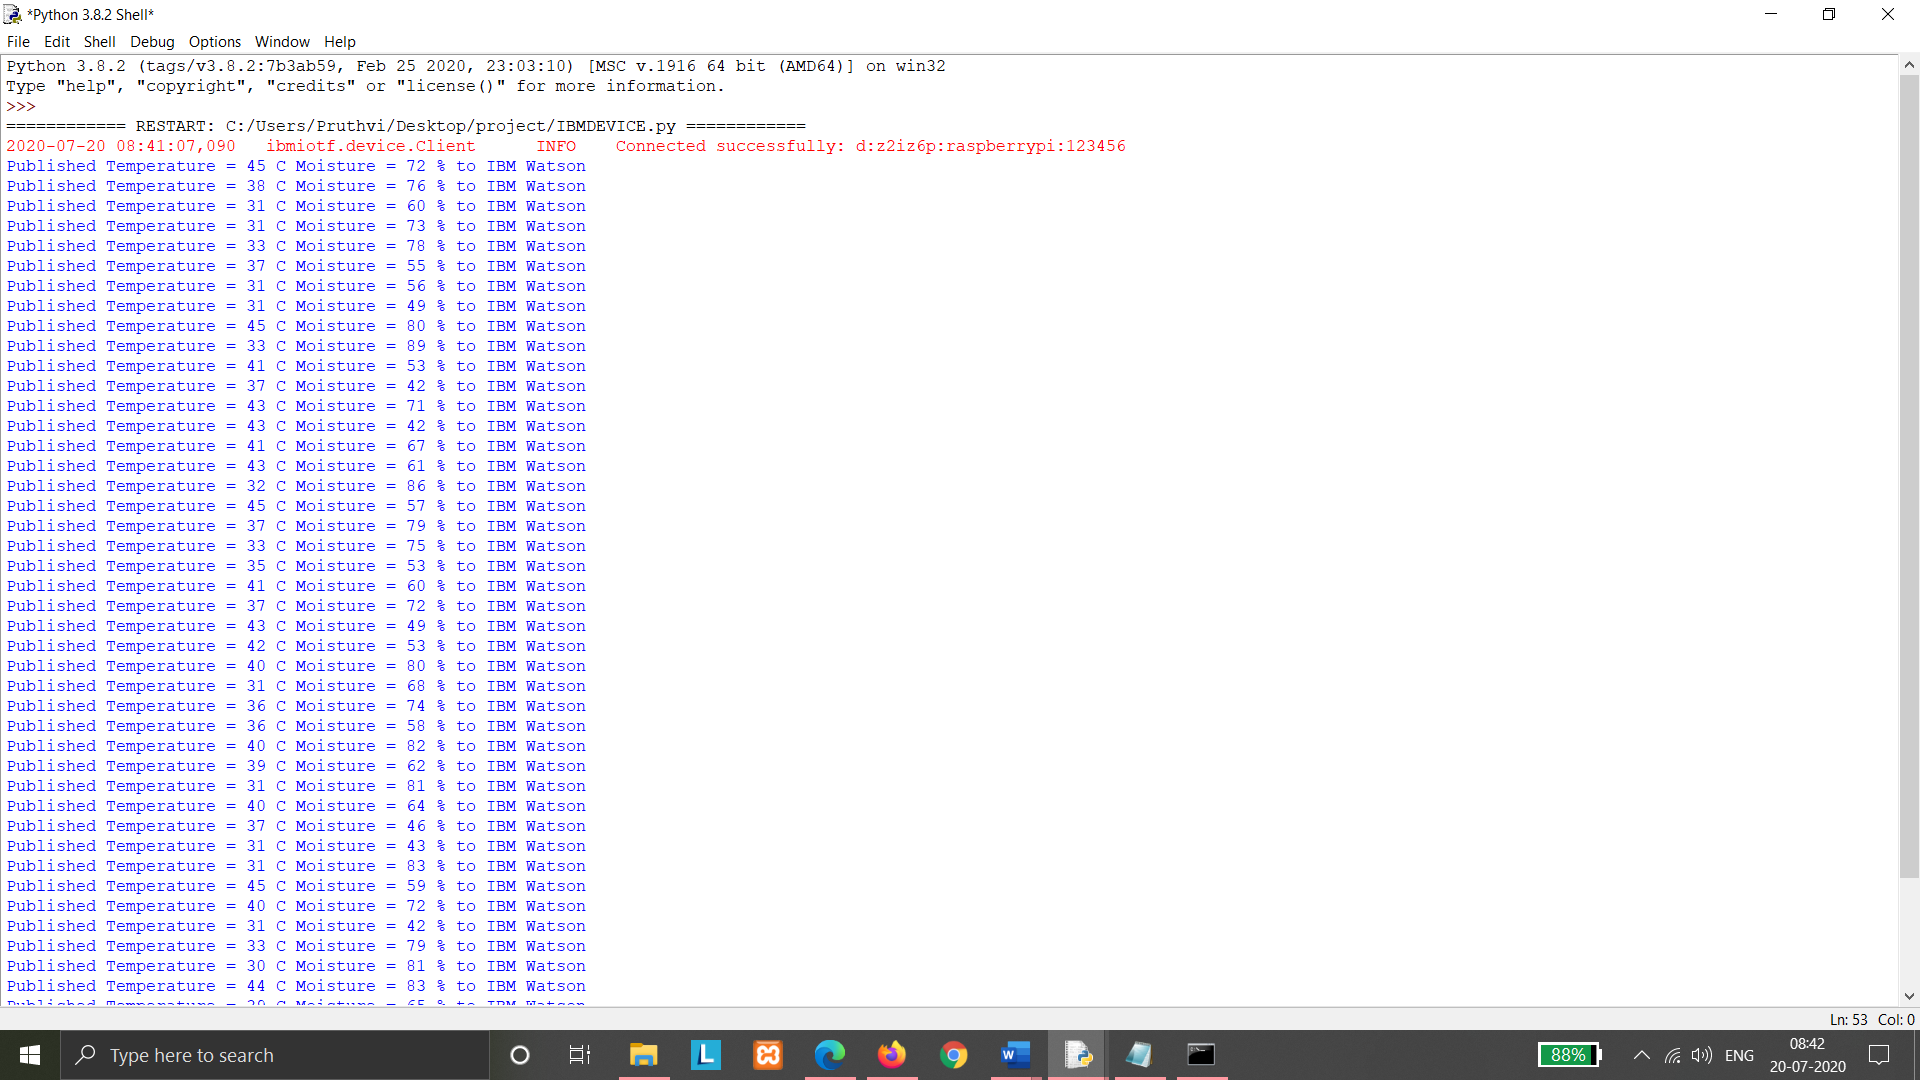 *Python 3.8.2 Shell*
File Edit Shell Debug Options Window Help
Python 3.8.2 (tags/v3.8.2:7b3ab59, Feb 25 2020, 23:03:10) [MSC v.1916 64 bit (AMD64)] on win32
Type "help", "copyright", "credits" or "license()" for more information.
>>>
============ RESTART: C:/Users/Pruthvi/Desktop/project/IBMDEVICE.py ============
2020-07-20 08:41:07,090   ibmiotf.device.Client      INFO    Connected successfully: d:z2iz6p:raspberrypi:123456
Published Temperature = 45 C Moisture = 72 % to IBM Watson
Published Temperature = 38 C Moisture = 76 % to IBM Watson
Published Temperature = 31 C Moisture = 60 % to IBM Watson
Published Temperature = 31 C Moisture = 73 % to IBM Watson
Published Temperature = 33 C Moisture = 78 % to IBM Watson
Published Temperature = 37 C Moisture = 55 % to IBM Watson
Published Temperature = 31 C Moisture = 56 % to IBM Watson
Published Temperature = 31 C Moisture = 49 % to IBM Watson
Published Temperature = 45 C Moisture = 80 % to IBM Watson
Published Temperature = 33 C Moisture = 89 % to IBM Watson
Published Temperature = 41 C Moisture = 53 % to IBM Watson
Published Temperature = 37 C Moisture = 42 % to IBM Watson
Published Temperature = 43 C Moisture = 71 % to IBM Watson
Published Temperature = 43 C Moisture = 42 % to IBM Watson
Published Temperature = 41 C Moisture = 67 % to IBM Watson
Published Temperature = 43 C Moisture = 61 % to IBM Watson
Published Temperature = 32 C Moisture = 86 % to IBM Watson
Published Temperature = 45 C Moisture = 57 % to IBM Watson
Published Temperature = 37 C Moisture = 79 % to IBM Watson
Published Temperature = 33 C Moisture = 75 % to IBM Watson
Published Temperature = 35 C Moisture = 53 % to IBM Watson
Published Temperature = 41 C Moisture = 60 % to IBM Watson
Published Temperature = 37 C Moisture = 72 % to IBM Watson
Published Temperature = 43 C Moisture = 49 % to IBM Watson
Published Temperature = 42 C Moisture = 53 % to IBM Watson
Published Temperature = 40 C Moisture = 80 % to IBM Watson
Published Temperature = 31 C Moisture = 68 % to IBM Watson
Published Temperature = 36 C Moisture = 74 % to IBM Watson
Published Temperature = 36 C Moisture = 58 % to IBM Watson
Published Temperature = 40 C Moisture = 82 % to IBM Watson
Published Temperature = 39 C Moisture = 62 % to IBM Watson
Published Temperature = 31 C Moisture = 81 % to IBM Watson
Published Temperature = 40 C Moisture = 64 % to IBM Watson
Published Temperature = 37 C Moisture = 46 % to IBM Watson
Published Temperature = 31 C Moisture = 43 % to IBM Watson
Published Temperature = 31 C Moisture = 83 % to IBM Watson
Published Temperature = 45 C Moisture = 59 % to IBM Watson
Published Temperature = 40 C Moisture = 72 % to IBM Watson
Published Temperature = 31 C Moisture = 42 % to IBM Watson
Published Temperature = 33 C Moisture = 79 % to IBM Watson
Published Temperature = 30 C Moisture = 81 % to IBM Watson
Published Temperature = 44 C Moisture = 83 % to IBM Watson
Published Temperature = C Moisture = % to IBM Watson
Ln: 53 Col: 0
Type here to search
88%
ENG
08:42
20-07-2020